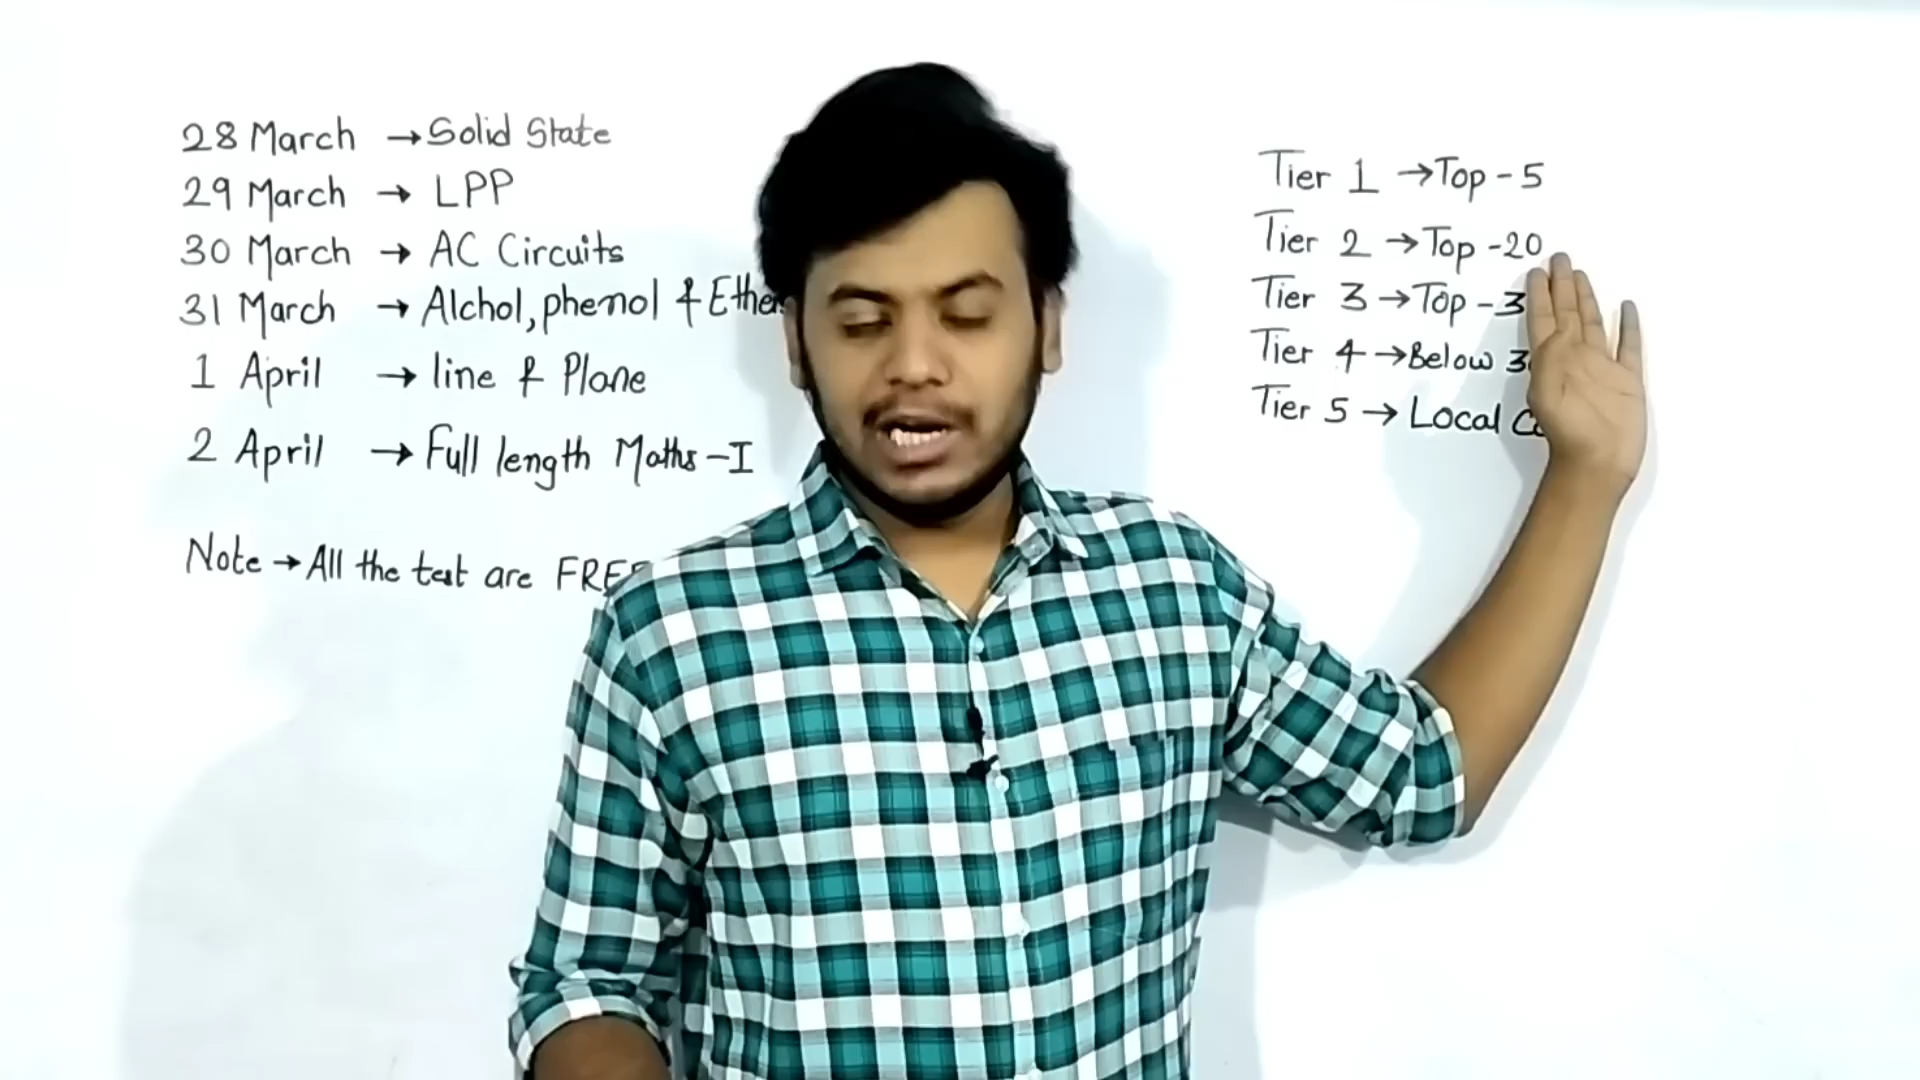 28 March → Solid State
29 March → LPP
30 March → AC Circuits
31 March → Alchol, phenol & Ether
1 April → line & Plane
2 April → Full length Maths-I
Note → All the test are FREE
Tier 1 → Top - 5
Tier 2 → Top - 20
Tier 3 → Top -
Tier 4 → Below
Tier 5 → Local